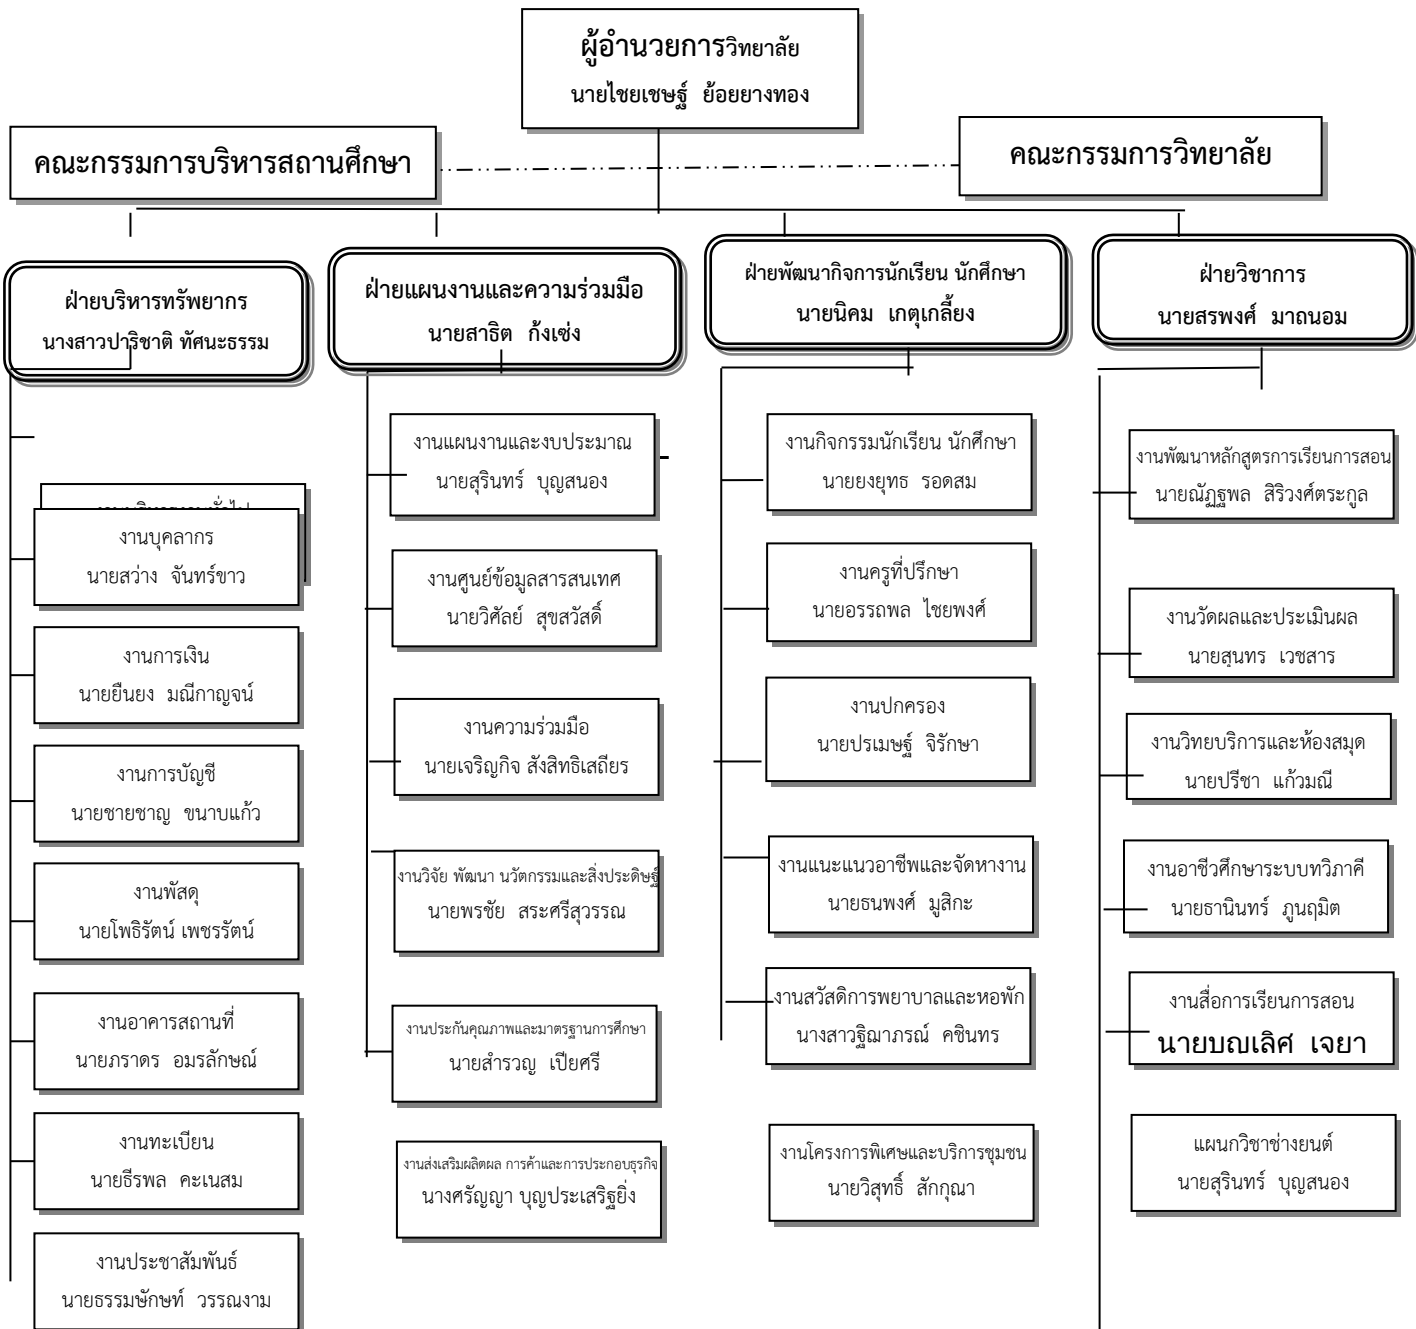 ผู้อำนวยการวิทยาลัย
นายไชยเชษฐ์ ย้อยยางทอง
คณะกรรมการบริหารสถานศึกษา
คณะกรรมการวิทยาลัย
ฝ่ายบริหารทรัพยากร
นางสาวปาริชาติ ทัศนะธรรม
ฝ่ายแผนงานและความร่วมมือ
นายสาธิต ก้งเซ่ง
ฝ่ายพัฒนากิจการนักเรียน นักศึกษา
นายนิคม เกตุเกลี้ยง
ฝ่ายวิชาการ
นายสรพงศ์ มาถนอม
งานบุคลากร
นายสว่าง จันทร์ขาว
งานการเงิน
นายยืนยง มณีกาญจน์
งานการบัญชี
นายชายชาญ ขนาบแก้ว
งานพัสดุ
นายโพธิรัตน์ เพชรรัตน์
งานอาคารสถานที่
นายภราดร อมรลักษณ์
งานทะเบียน
นายธีรพล คะเนสม
งานประชาสัมพันธ์
นายธรรมษักษท์ วรรณงาม
งานแผนงานและงบประมาณ
นายสุรินทร์ บุญสนอง
งานศูนย์ข้อมูลสารสนเทศ
นายวิศัลย์ สุขสวัสดิ์
งานความร่วมมือ
นายเจริญกิจ สังสิทธิเสถียร
งานวิจัย พัฒนา นวัตกรรมและสิ่งประดิษฐ์
นายพรชัย สระศรีสุวรรณ
งานประกันคุณภาพและมาตรฐานการศึกษา
นายสำรวญ เปียศรี
งานส่งเสริมผลิตผล การค้าและการประกอบธุรกิจ
นางศรัญญา บุญประเสริฐยิ่ง
งานกิจกรรมนักเรียน นักศึกษา
นายยงยุทธ รอดสม
งานครูที่ปรึกษา
นายอรรถพล ไชยพงศ์
งานปกครอง
นายปรเมษฐ์ จิรักษา
งานแนะแนวอาชีพและจัดหางาน
นายธนพงศ์ มูสิกะ
งานสวัสดิการพยาบาลและหอพัก
นางสาวฐิฌาภรณ์ คชินทร
งานโครงการพิเศษและบริการชุมชน
นายวิสุทธิ์ สักกุณา
งานพัฒนาหลักสูตรการเรียนการสอน
นายณัฏฐพล สิริวงศ์ตระกูล
งานวัดผลและประเมินผล
นายสุนทร เวชสาร
งานวิทยบริการและห้องสมุด
นายปรีชา แก้วมณี
งานอาชีวศึกษาระบบทวิภาคี
นายธานินทร์ ภูนฤมิต
งานสื่อการเรียนการสอน
นายบุญเลิศ เจยา
แผนกวิชาช่างยนต์
นายสุรินทร์ บุญสนอง